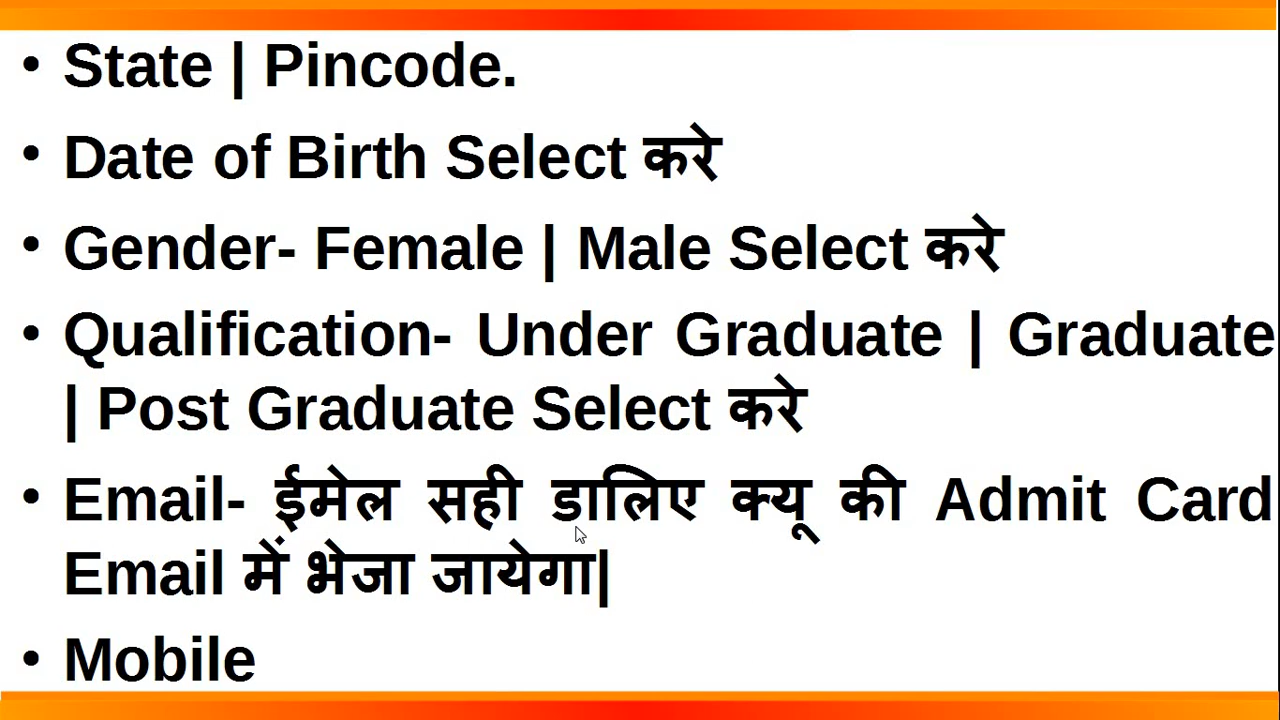 • State | Pincode.
• Date of Birth Select करे
• Gender- Female | Male Select करे
• Qualification- Under Graduate | Graduate
| Post Graduate Select करे
• Email- ईमेल सही डालिए क्यू की Admit Card
Email में भेजा जायेगा|
• Mobile